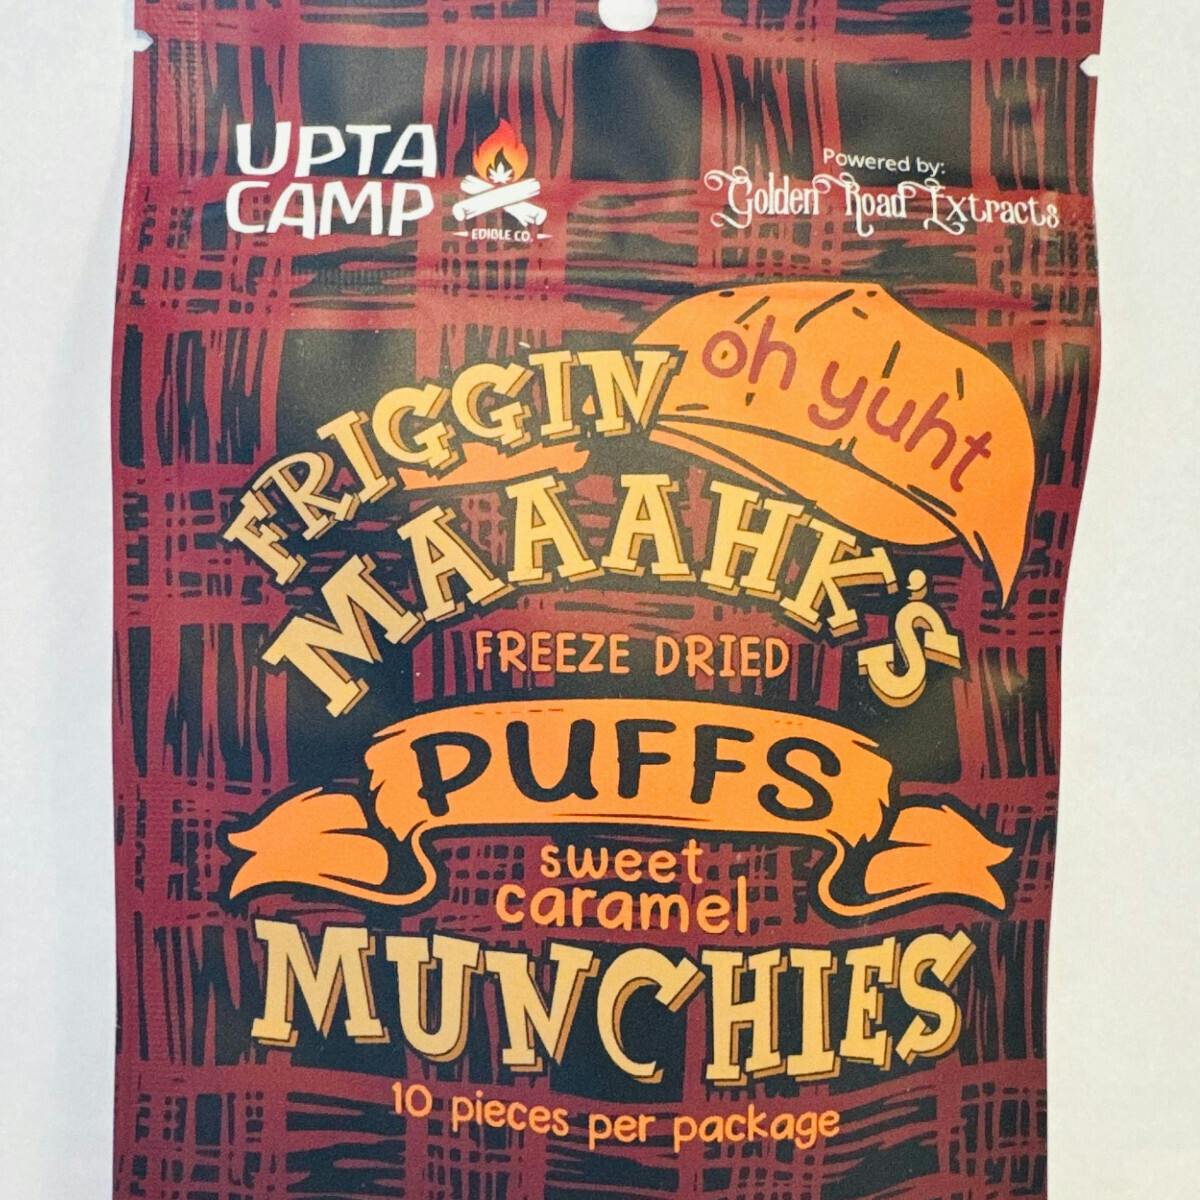 UPTA
CAMP
EDIBLE CO.
Powered by:
Golden Road Extracts
oh yuht
FRIGGIN
MAAAHK'S
FREEZE DRIED
PUFFS
sweet
caramel
MUNCHIES
10 pieces per package